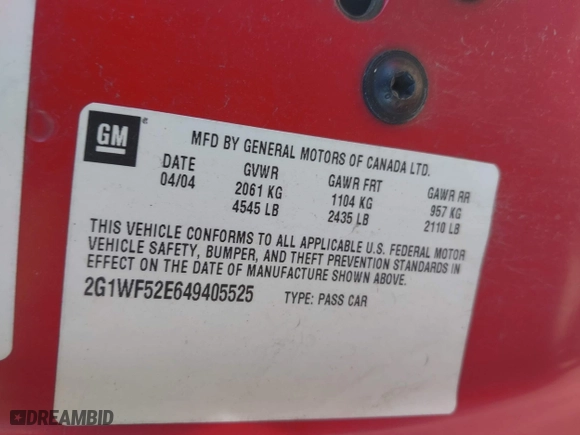 GM
MFD BY GENERAL MOTORS OF CANADA LTD.
DATE GVWR GAWR FRT GAWR RR
04/04 2061 KG 1104 KG 957 KG
4545 LB 2435 LB 2110 LB
THIS VEHICLE CONFORMS TO ALL APPLICABLE U.S. FEDERAL MOTOR
VEHICLE SAFETY, BUMPER, AND THEFT PREVENTION STANDARDS IN
EFFECT ON THE DATE OF MANUFACTURE SHOWN ABOVE.
2G1WF52E649405525 TYPE: PASS CAR
DREAMBID